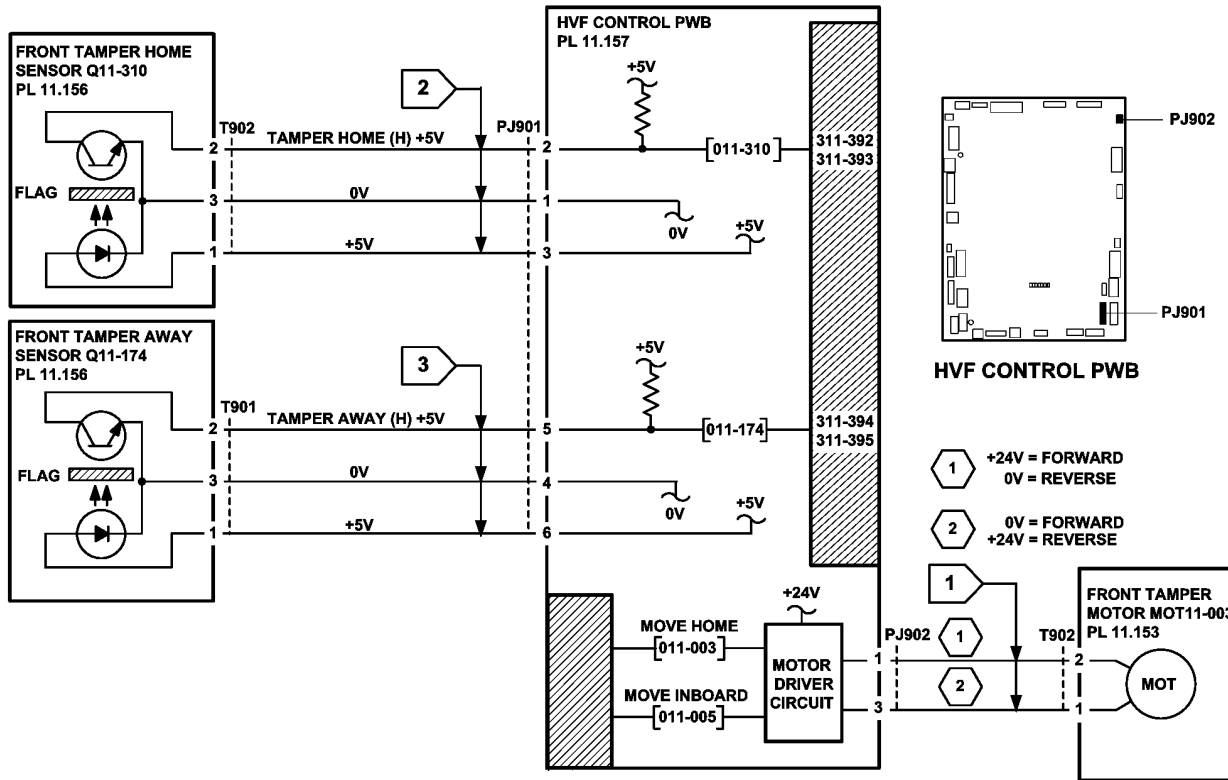 FRONT TAMPER HOME
SENSOR Q11-310
PL 11.156
FLAG
T902
2
3
1
TAMPER HOME (H) +5V
0V
+5V
2
PJ901
2
1
3
HVF CONTROL PWB
PL 11.157
+5V
[011-310]
0V
+5V
311-392
311-393
FRONT TAMPER AWAY
SENSOR Q11-174
PL 11.156
FLAG
T901
2
3
1
TAMPER AWAY (H) +5V
0V
+5V
3
5
4
6
+5V
[011-174]
0V
+5V
311-394
311-395
MOVE HOME
[011-003]
MOVE INBOARD
[011-005]
+24V
MOTOR
DRIVER
CIRCUIT
1
3
PJ902
1
2
1
T902
2
1
FRONT TAMPER
MOTOR MOT11-003
PL 11.153
MOT
PJ902
PJ901
HVF CONTROL PWB
1
+24V = FORWARD
0V = REVERSE
2
0V = FORWARD
+24V = REVERSE